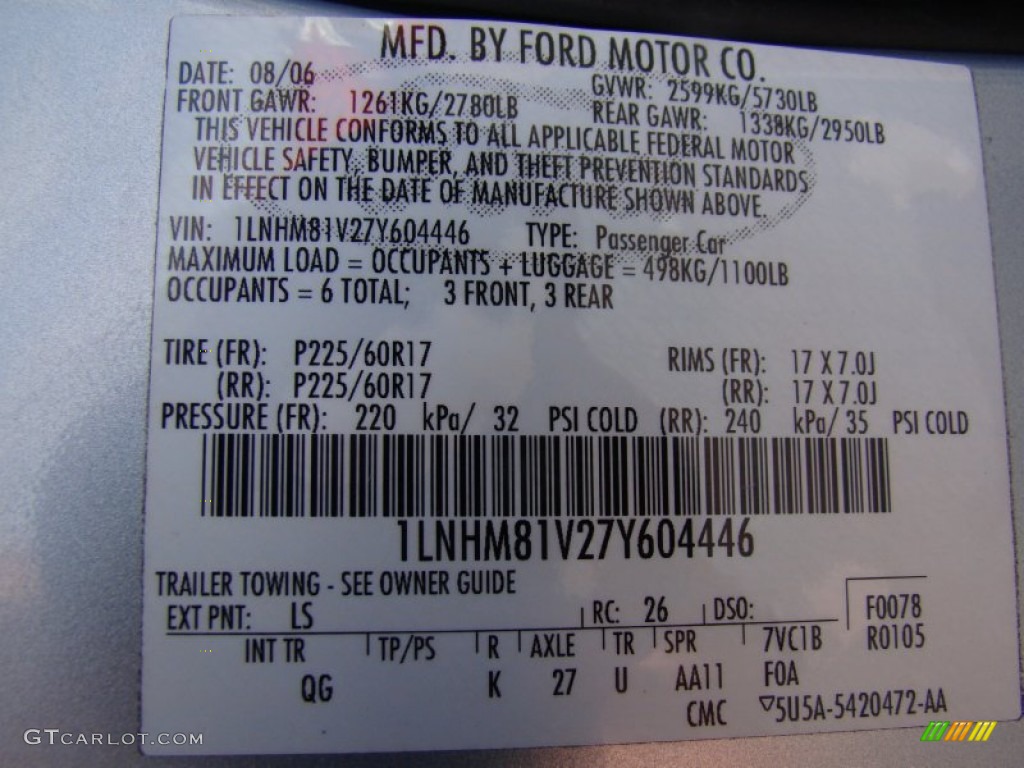 MFD. BY FORD MOTOR CO.
DATE: 08/06 GVWR: 2599KG/5730LB
FRONT GAWR: 1261KG/2780LB REAR GAWR: 1338KG/2950LB
THIS VEHICLE CONFORMS TO ALL APPLICABLE FEDERAL MOTOR
VEHICLE SAFETY, BUMPER, AND THEFT PREVENTION STANDARDS
IN EFFECT ON THE DATE OF MANUFACTURE SHOWN ABOVE.
VIN: 1LNHM81V27Y604446 TYPE: Passenger Car
MAXIMUM LOAD = OCCUPANTS + LUGGAGE = 498KG/1100LB
OCCUPANTS = 6 TOTAL; 3 FRONT, 3 REAR
TIRE (FR): P225/60R17 RIMS (FR): 17 X 7.0J
(RR): P225/60R17 (RR): 17 X 7.0J
PRESSURE (FR): 220 kPa/ 32 PSI COLD (RR): 240 kPa/ 35 PSI COLD
1LNHM81V27Y604446
TRAILER TOWING - SEE OWNER GUIDE
EXT PNT: LS RC: 26 DSO: F0078
INT TR TP/PS R AXLE TR SPR 7VC1B R0105
QG K 27 U AA11 F0A
CMC ▽5U5A-5420472-AA
GTCARLOT.COM